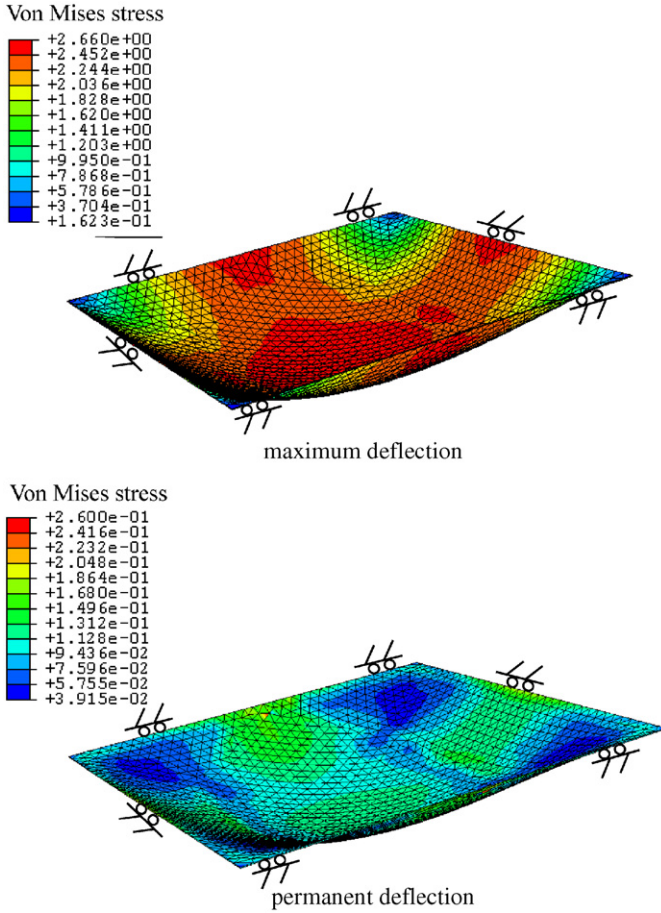 Von Mises stress
+2.660e+00
+2.452e+00
+2.244e+00
+2.036e+00
+1.828e+00
+1.620e+00
+1.411e+00
+1.203e+00
+9.950e-01
+7.868e-01
+5.786e-01
+3.704e-01
+1.623e-01
maximum deflection
Von Mises stress
+2.600e-01
+2.416e-01
+2.232e-01
+2.048e-01
+1.864e-01
+1.680e-01
+1.496e-01
+1.312e-01
+1.128e-01
+9.436e-02
+7.596e-02
+5.755e-02
+3.915e-02
permanent deflection